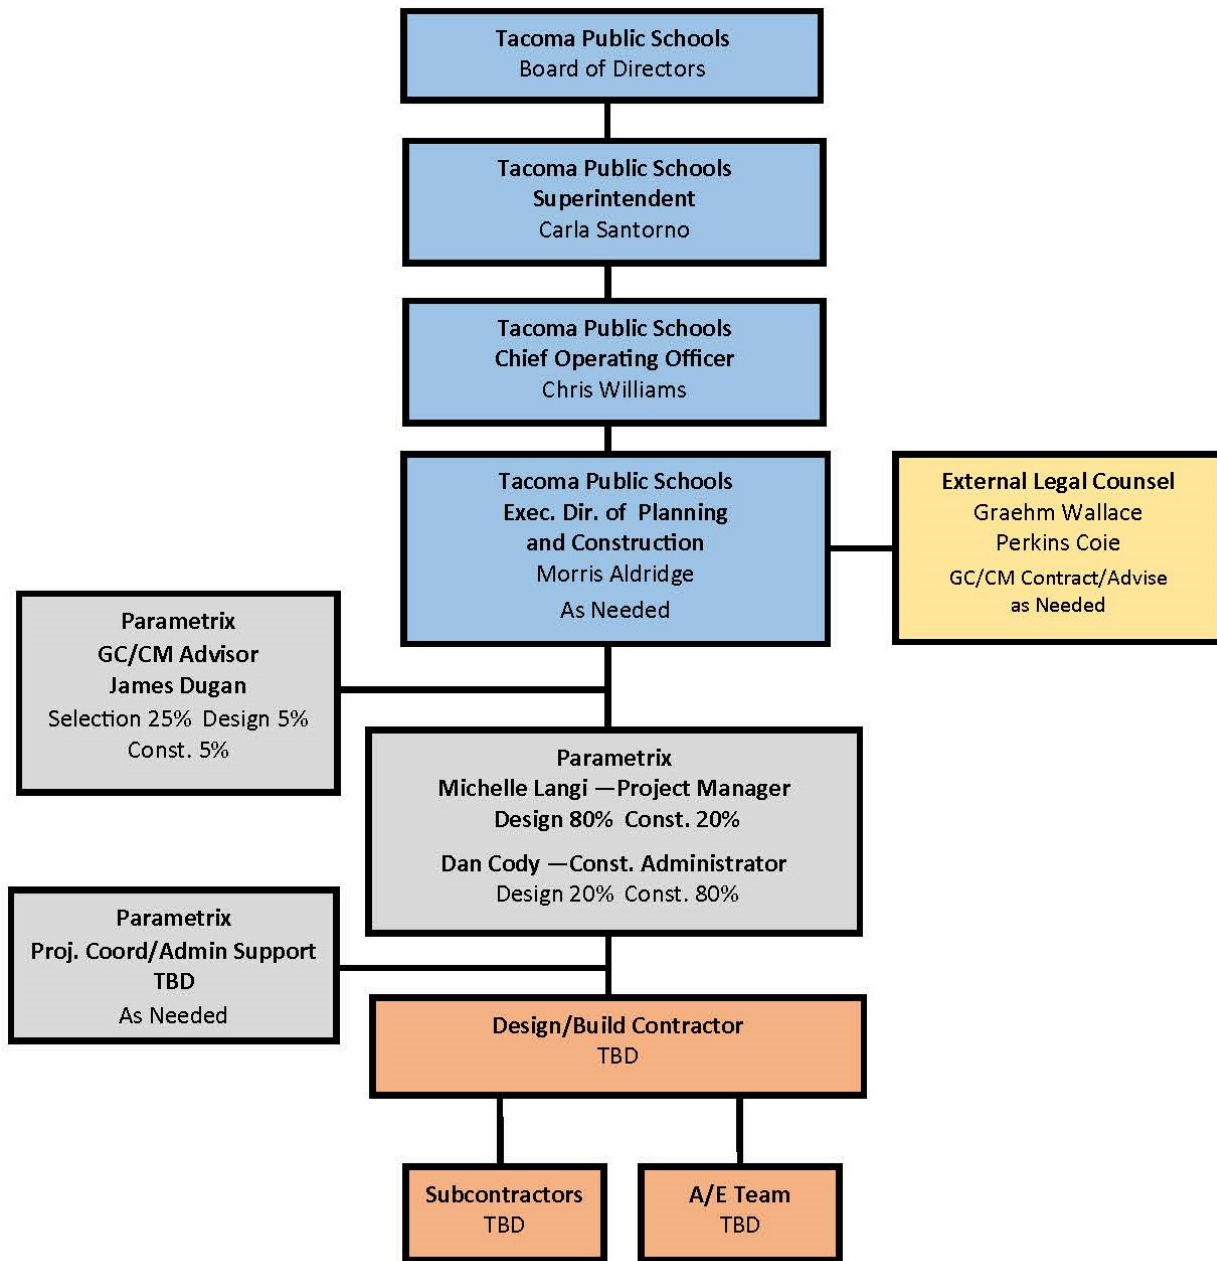 Tacoma Public Schools
Board of Directors
Tacoma Public Schools
Superintendent
Carla Santorno
Tacoma Public Schools
Chief Operating Officer
Chris Williams
Tacoma Public Schools
Exec. Dir. of Planning
and Construction
Morris Aldridge
As Needed
External Legal Counsel
Graehm Wallace
Perkins Coie
GC/CM Contract/Advise
as Needed
Parametrix
GC/CM Advisor
James Dugan
Selection 25% Design 5%
Const. 5%
Parametrix
Michelle Langi —Project Manager
Design 80% Const. 20%
Dan Cody —Const. Administrator
Design 20% Const. 80%
Parametrix
Proj. Coord/Admin Support
TBD
As Needed
Design/Build Contractor
TBD
Subcontractors
TBD
A/E Team
TBD